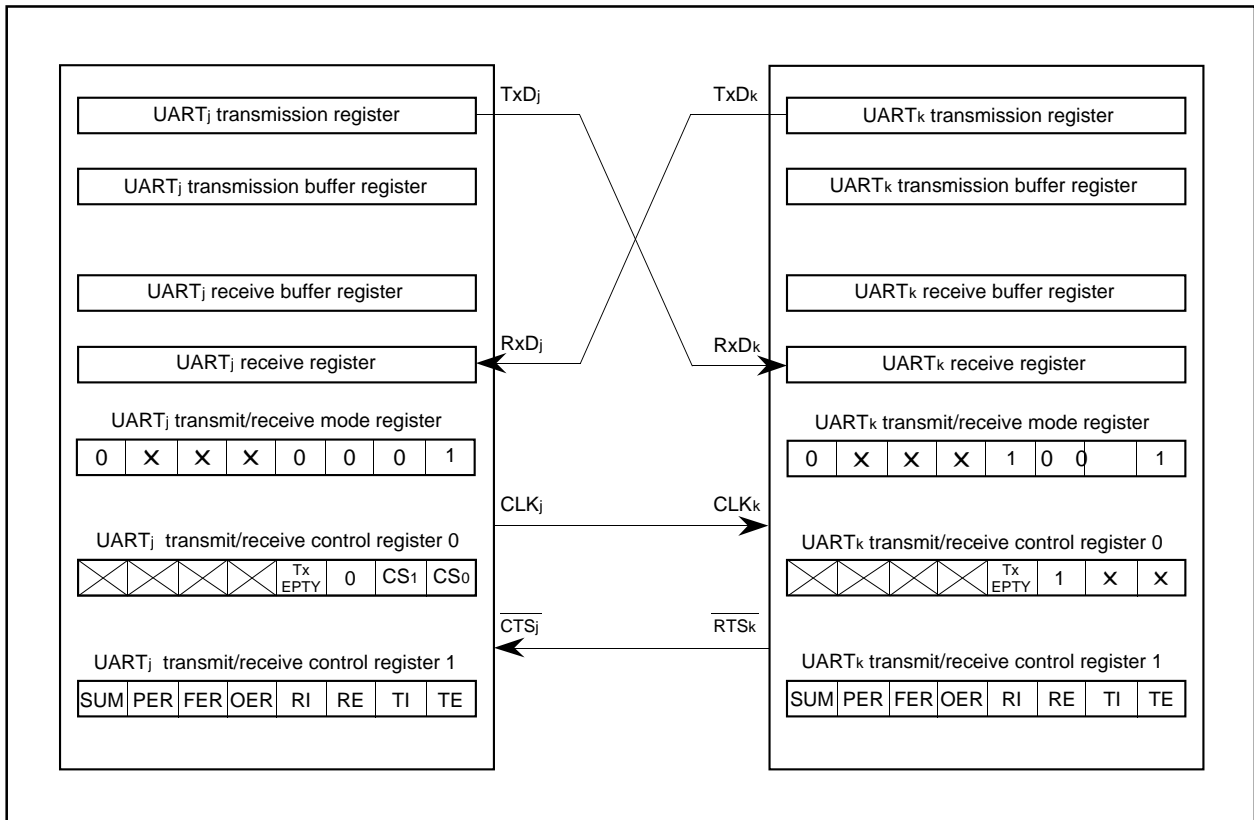 TxDj TxDk
UARTj transmission register UARTk transmission register
UARTj transmission buffer register UARTk transmission buffer register
UARTj receive buffer register UARTk receive buffer register
RxDj RxDk
UARTj receive register UARTk receive register
UARTj transmit/receive mode register UARTk transmit/receive mode register
0 × × × 0 0 0 1 0 × × × 1 0 0 1
CLKj CLKk
UARTj transmit/receive control register 0 UARTk transmit/receive control register 0
Tx EPTY 0 CS1 CS0 Tx EPTY 1 × ×
CTSj RTSk
UARTj transmit/receive control register 1 UARTk transmit/receive control register 1
SUM PER FER OER RI RE TI TE SUM PER FER OER RI RE TI TE